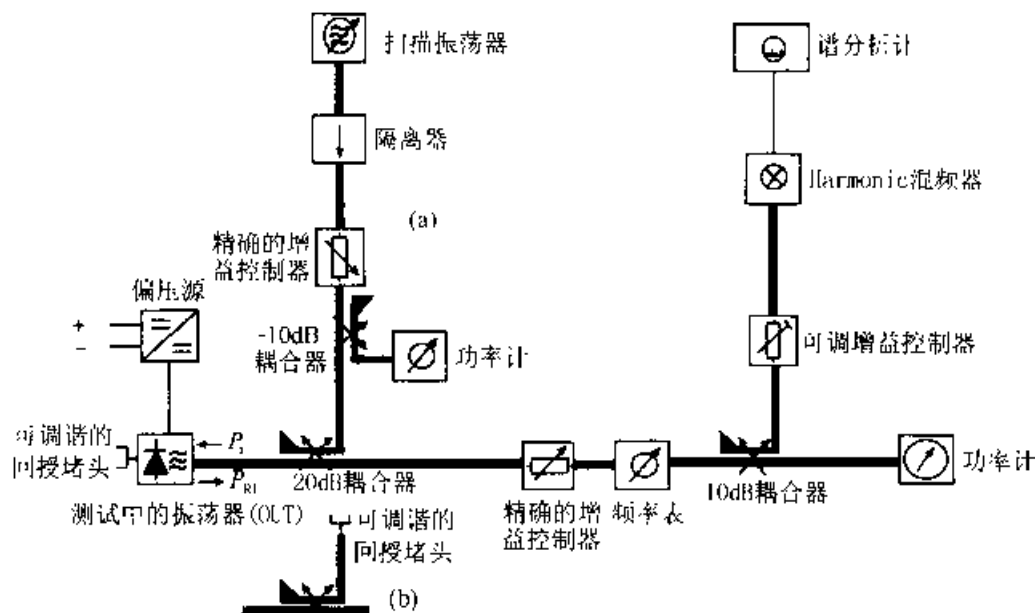 扫描振荡器
谱分析计
隔离器
Harmonic混频器
(a)
精确的增
益控制器
偏压源
+
-
-10dB
耦合器
功率计
可调增益控制器
可调谐的
回授堵头
P
P
20dB耦合器
10dB耦合器
功率计
测试中的振荡器(OUT)
精确的增
益控制器
频率表
可调谐的
回授堵头
(b)